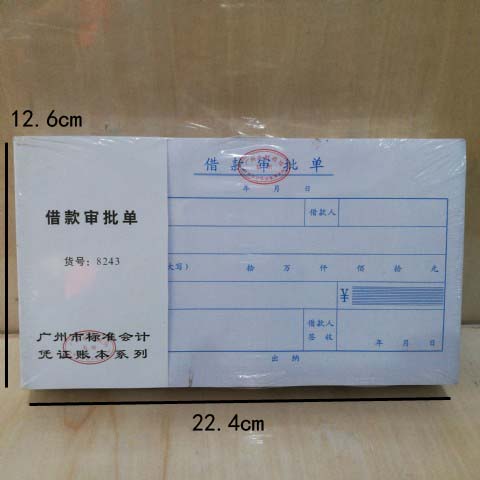 12.6cm
借款审批单
年 月 日
借款人
借款审批单
货号：8243
大写） 拾 万 仟 佰 拾 元
¥
广州市标准会计
凭证账本系列
借款人
签收
年 月 日
出纳
22.4cm